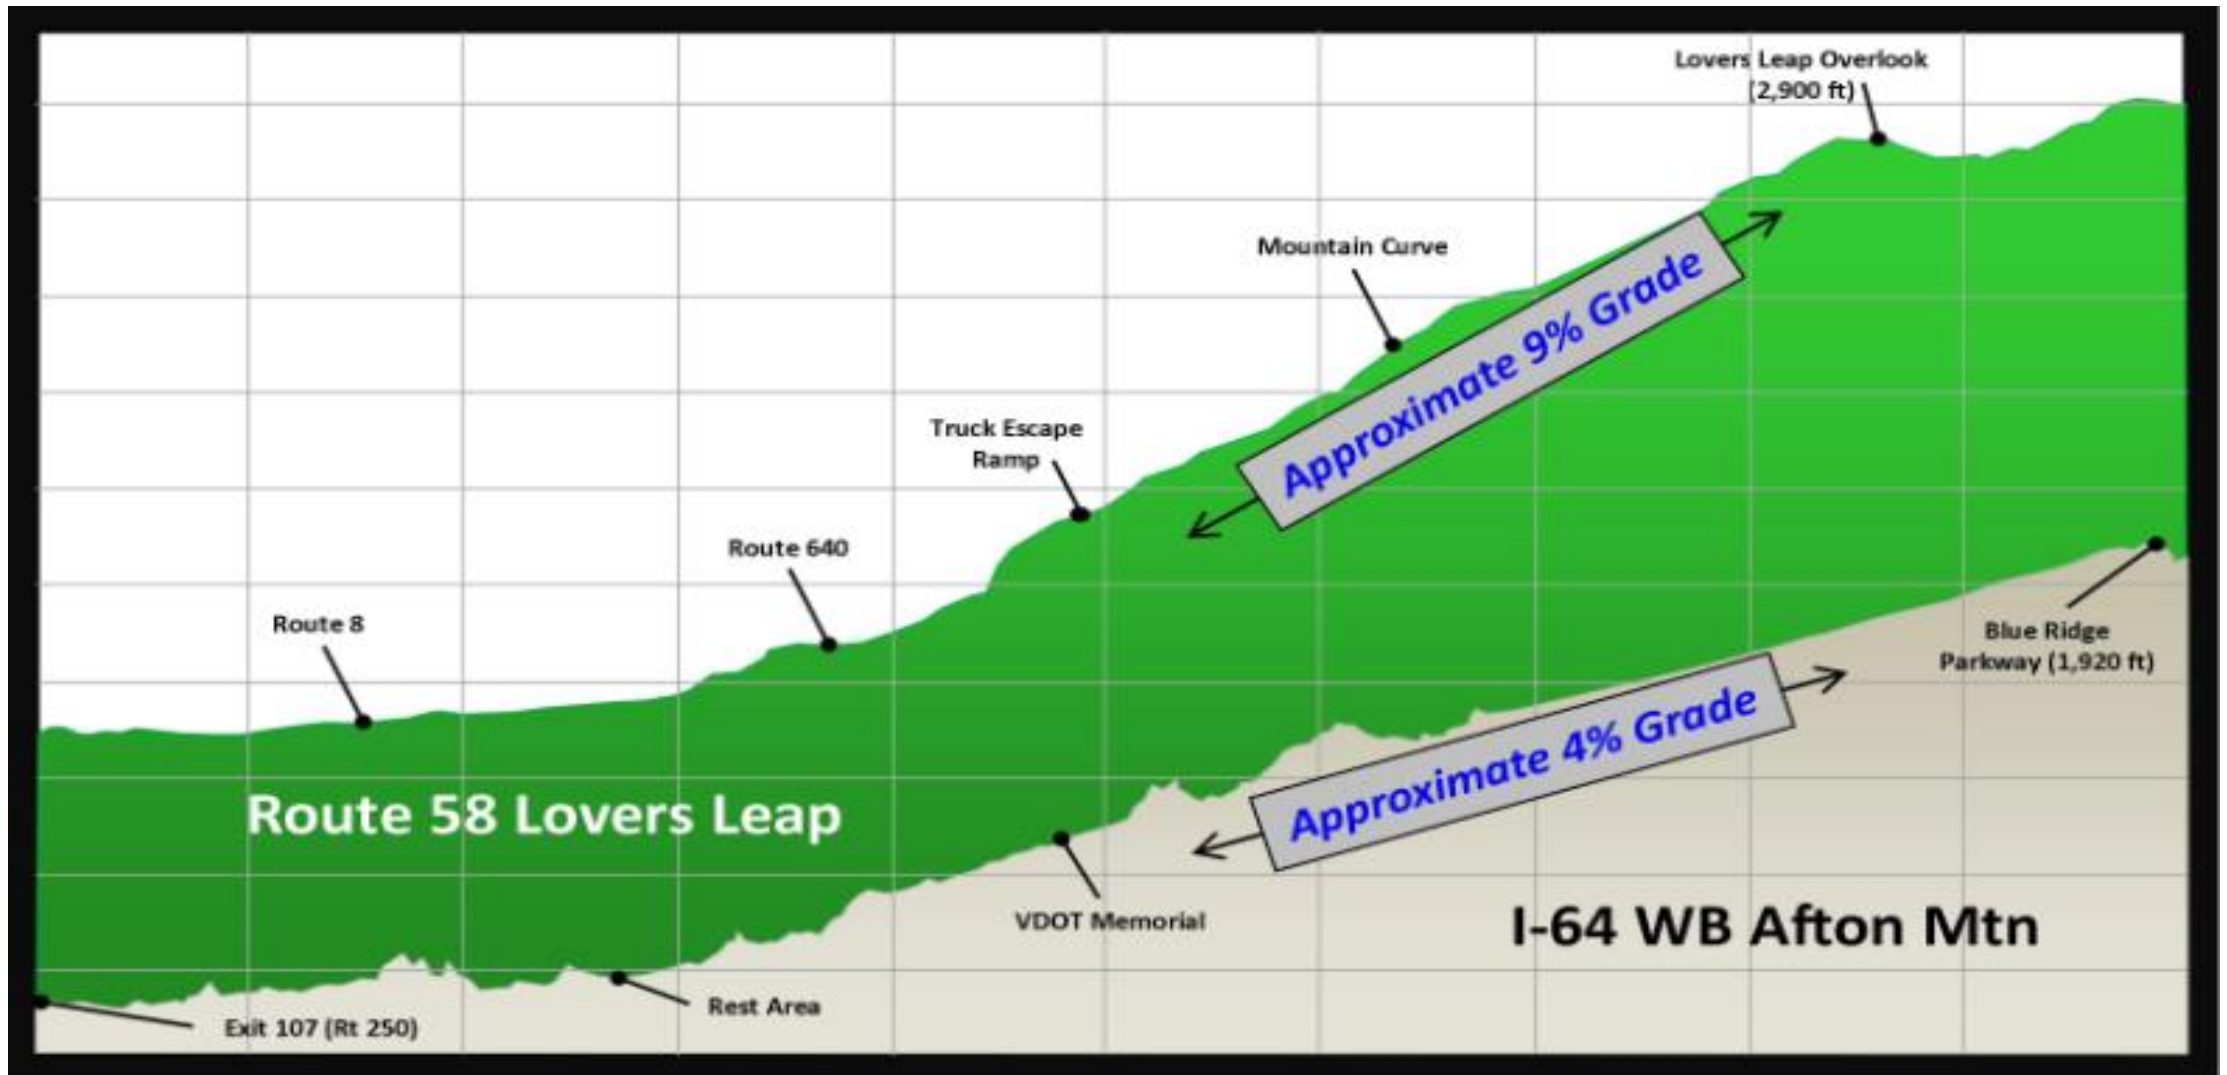 Lovers Leap Overlook
(2,900 ft)
Mountain Curve
Approximate 9% Grade
Truck Escape
Ramp
Route 640
Route 8
Blue Ridge
Parkway (1,920 ft)
Approximate 4% Grade
Route 58 Lovers Leap
VDOT Memorial
I-64 WB Afton Mtn
Rest Area
Exit 107 (Rt 250)